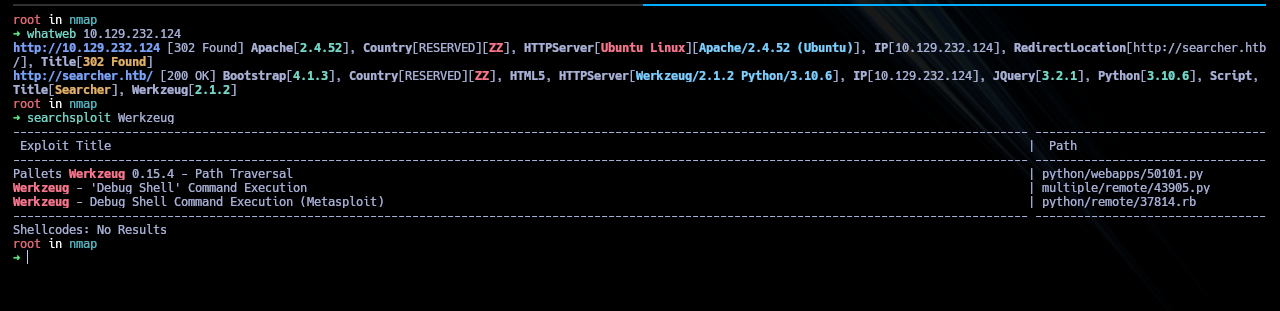 root in nmap
➜ whatweb 10.129.232.124
http://10.129.232.124 [302 Found] Apache[2.4.52], Country[RESERVED][ZZ], HTTPServer[Ubuntu Linux][Apache/2.4.52 (Ubuntu)], IP[10.129.232.124], RedirectLocation[http://searcher.htb
/], Title[302 Found]
http://searcher.htb/ [200 OK] Bootstrap[4.1.3], Country[RESERVED][ZZ], HTML5, HTTPServer[Werkzeug/2.1.2 Python/3.10.6], IP[10.129.232.124], JQuery[3.2.1], Python[3.10.6], Script,
Title[Searcher], Werkzeug[2.1.2]
root in nmap
➜ searchsploit Werkzeug
Exploit Title | Path
Pallets Werkzeug 0.15.4 - Path Traversal | python/webapps/50101.py
Werkzeug - 'Debug Shell' Command Execution | multiple/remote/43905.py
Werkzeug - Debug Shell Command Execution (Metasploit) | python/remote/37814.rb
Shellcodes: No Results
root in nmap
➜